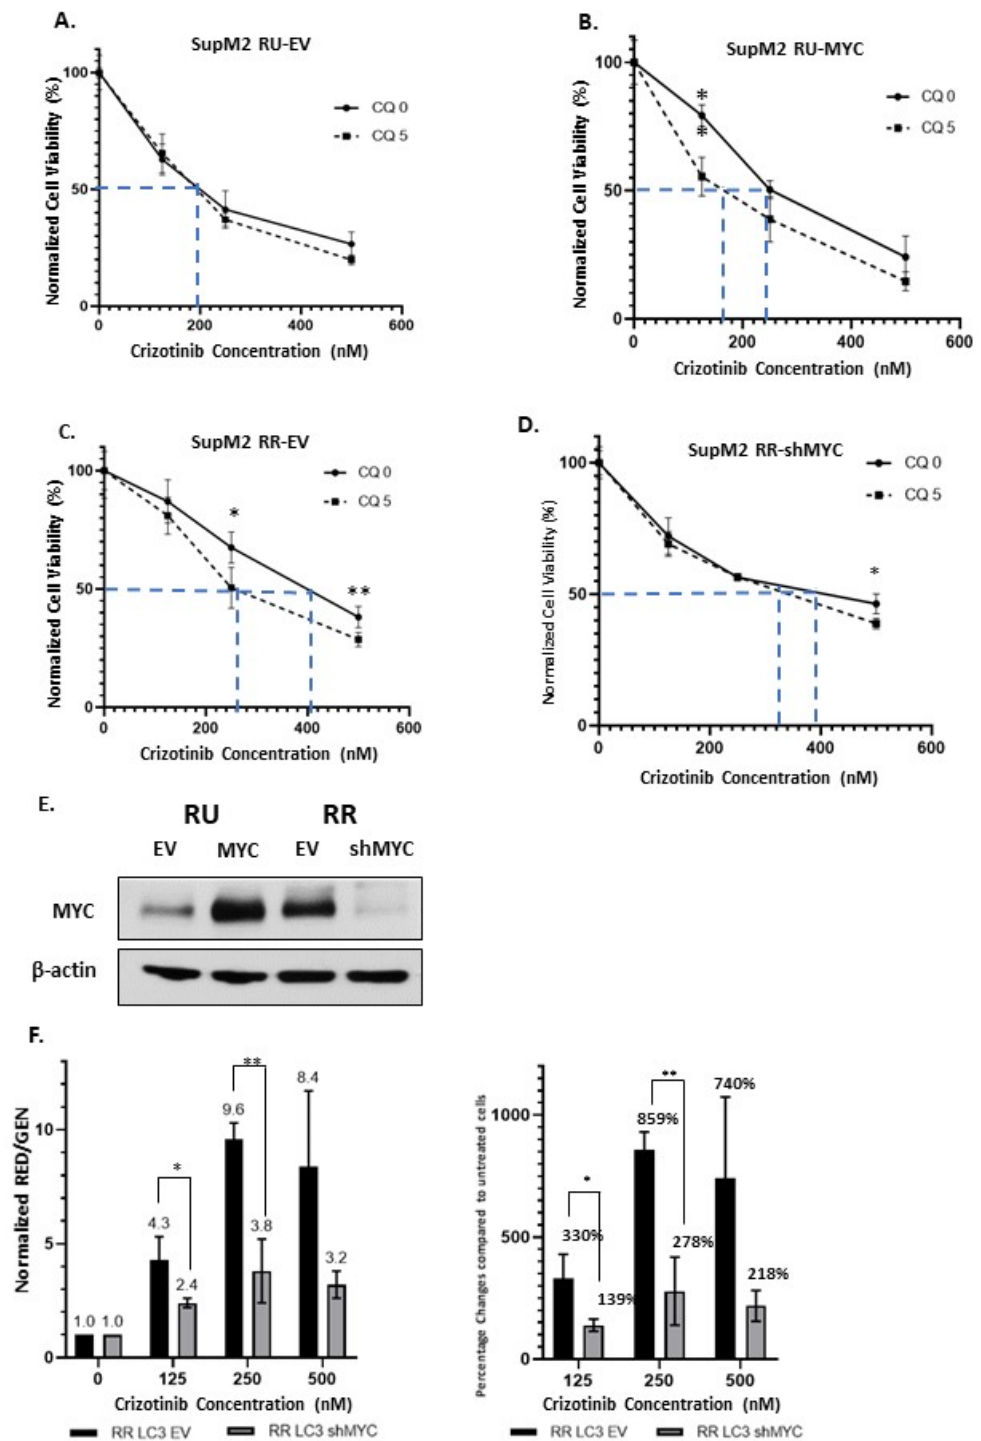 A.
SupM2 RU-EV
Normalized Cell Viability (%)
100
50
0
0 200 400 600
Crizotinib Concentration (nM)
CQ 0
CQ 5
B.
SupM2 RU-MYC
Normalized Cell Viability (%)
100
50
0
0 200 400 600
Crizotinib Concentration (nM)
CQ 0
CQ 5
*
*
C.
SupM2 RR-EV
Normalized Cell Viability (%)
100
50
0
0 200 400 600
Crizotinib Concentration (nM)
CQ 0
CQ 5
*
**
D.
SupM2 RR-shMYC
Normalized Cell Viability (%)
100
50
0
0 200 400 600
Crizotinib Concentration (nM)
CQ 0
CQ 5
*
E.
RU RR
EV MYC EV shMYC
MYC
β-actin
F.
Normalized RED/GEN
10
5
0
1.0 1.0
4.3
2.4
*
9.6
3.8
**
8.4
3.2
0 125 250 500
Crizotinib Concentration (nM)
RR LC3 EV RR LC3 shMYC
Percentage Changes compared to untreated cells
1000
500
0
330%
139%
*
859%
278%
**
740%
218%
125 250 500
Crizotinib Concentration (nM)
RR LC3 EV RR LC3 shMYC